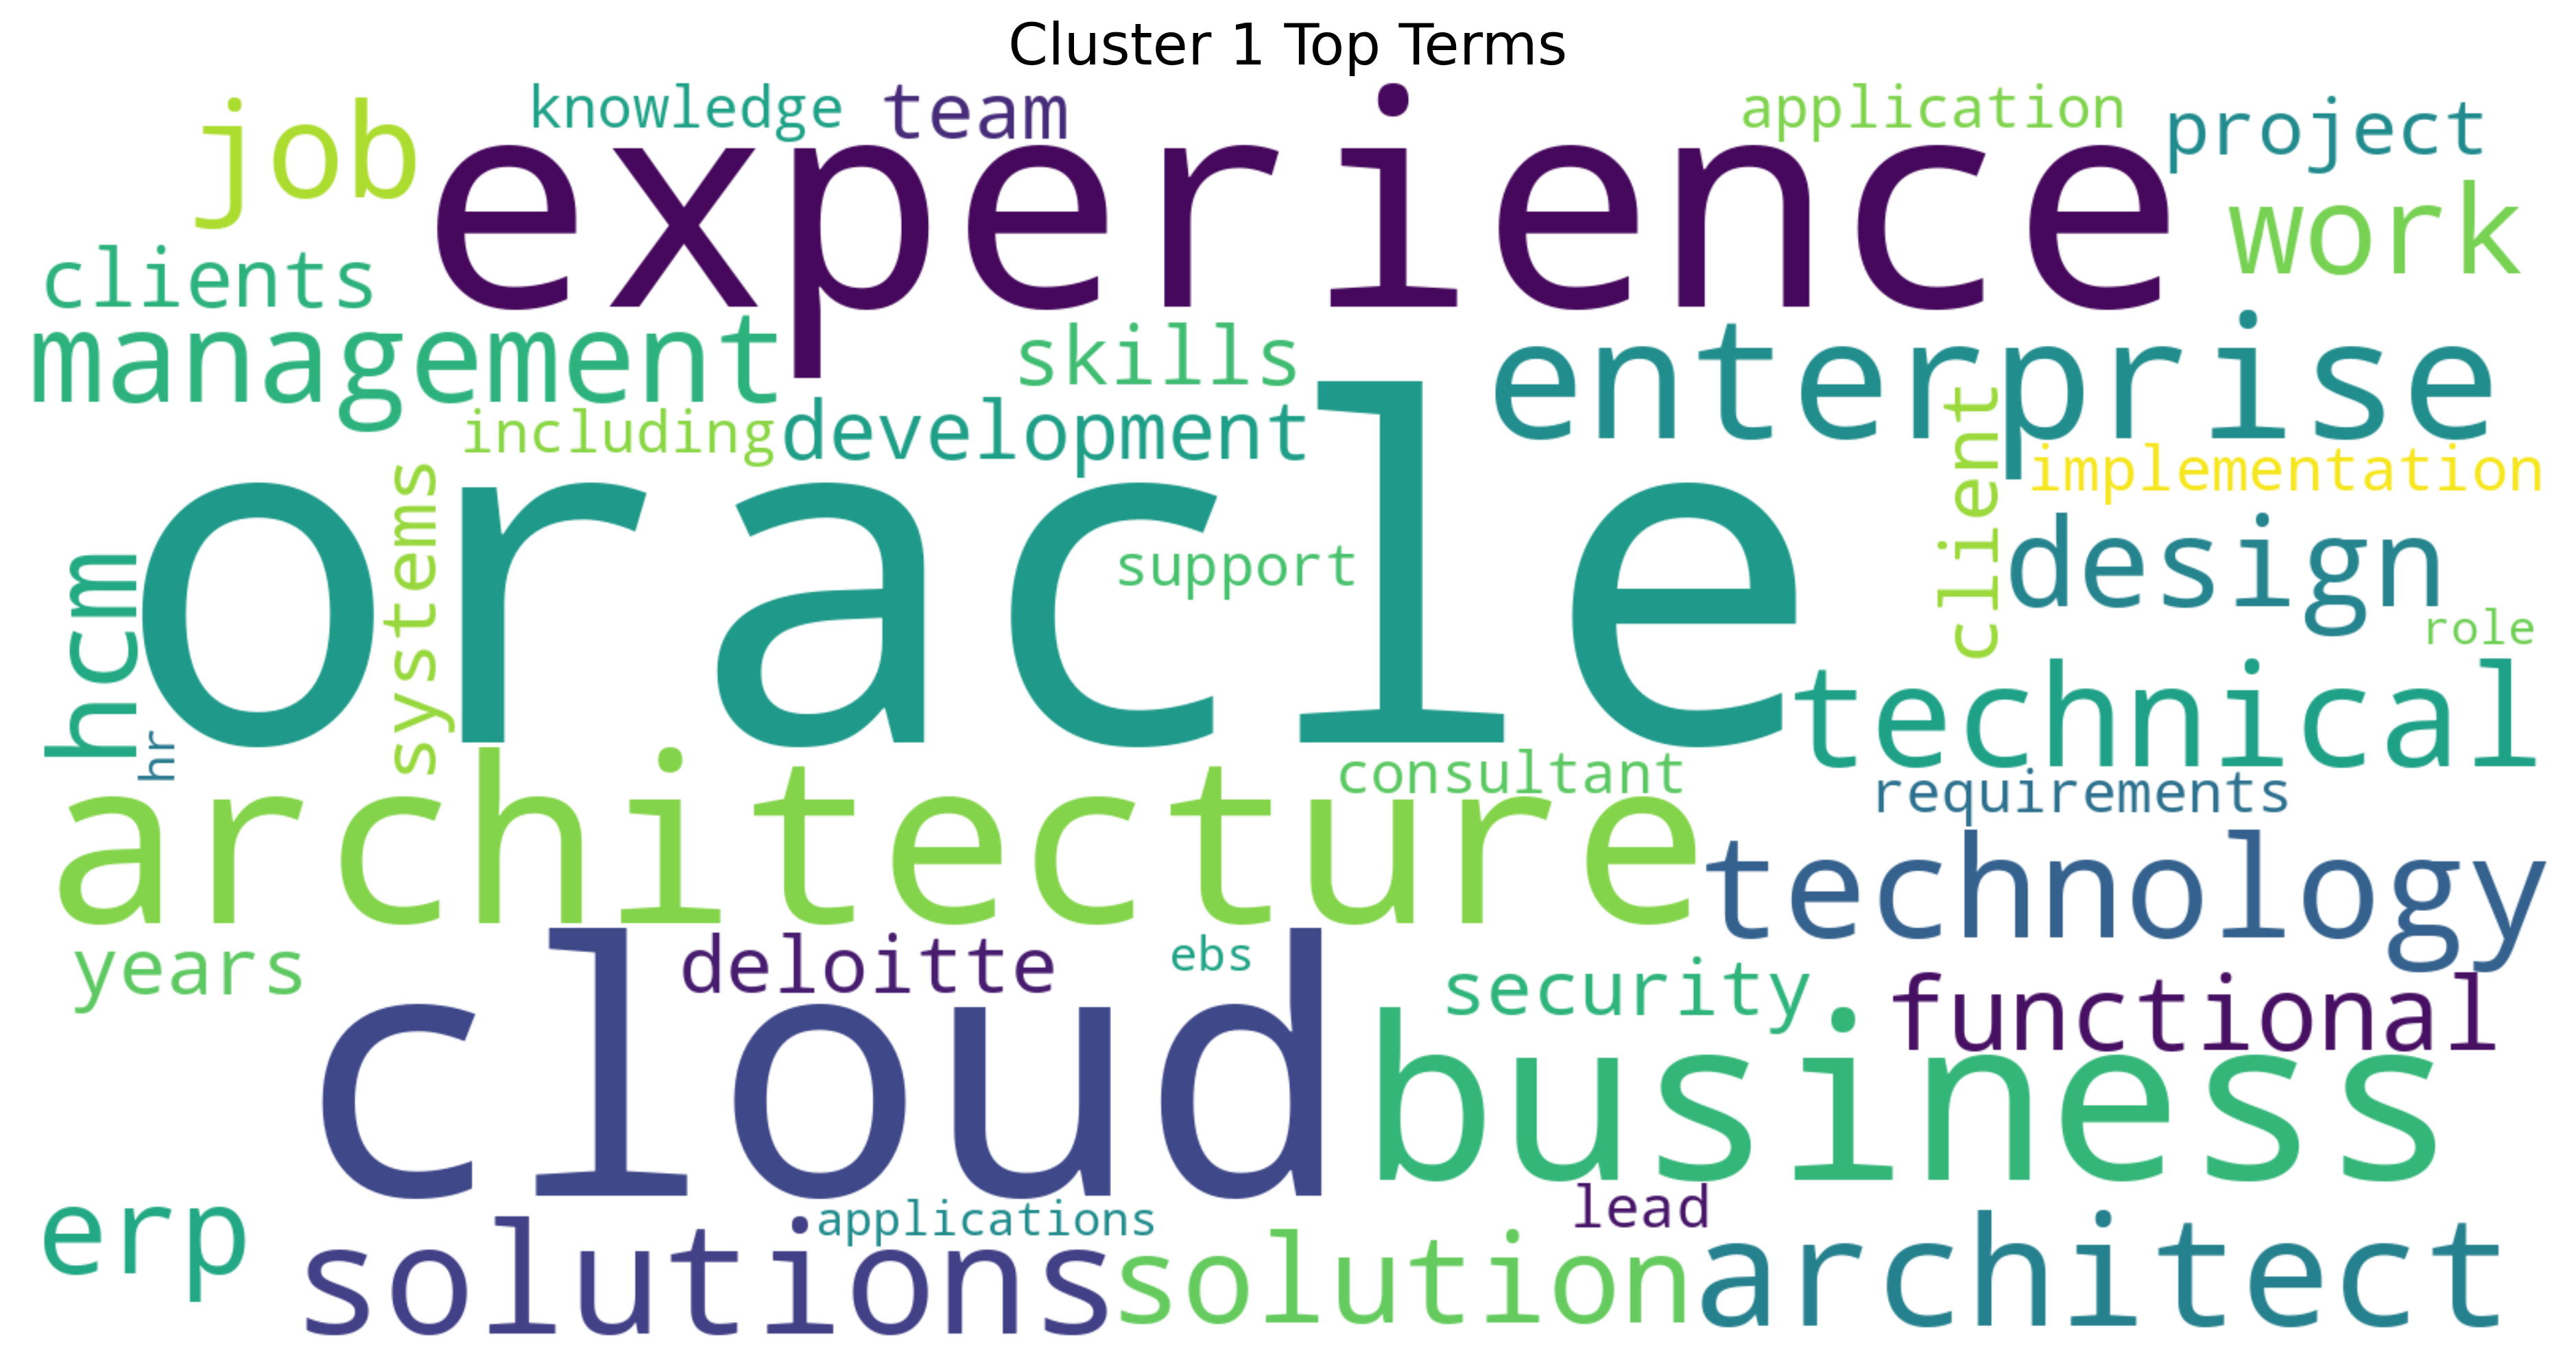 Cluster 1 Top Terms
knowledge
team
application
project
job
experience
work
clients
management
skills
enterprise
including
development
client
implementation
systems
oracle
support
design
hcm
role
hr
technical
architecture
consultant
requirements
technology
years
deloitte
ebs
security
functional
cloud
business
erp
applications
lead
solutions
solution
architect